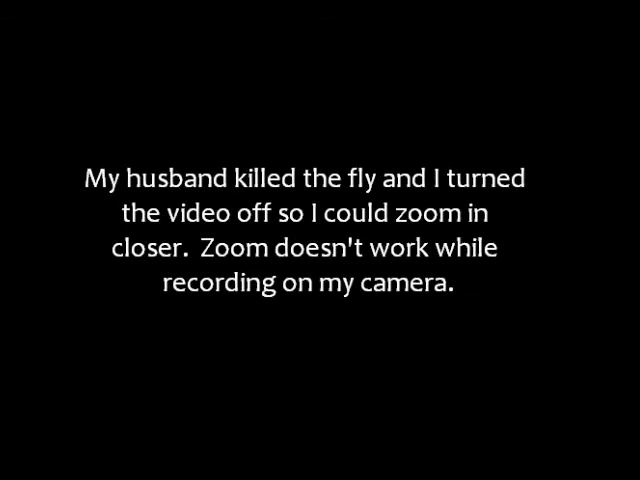 My husband killed the fly and I turned
the video off so I could zoom in
closer.  Zoom doesn't work while
recording on my camera.